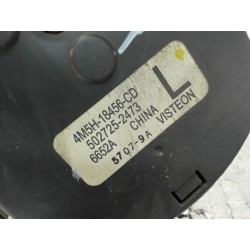 4M5H-18456-CD
502725-2473
6652A CHINA
VISTEON
L
5707-9A